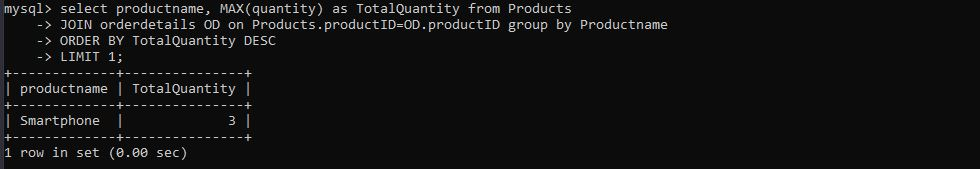 mysql> select productname, MAX(quantity) as TotalQuantity from Products
    -> JOIN orderdetails OD on Products.productID=OD.productID group by Productname
    -> ORDER BY TotalQuantity DESC
    -> LIMIT 1;
+-------------+---------------+
| productname | TotalQuantity |
+-------------+---------------+
| Smartphone  |             3 |
+-------------+---------------+
1 row in set (0.00 sec)